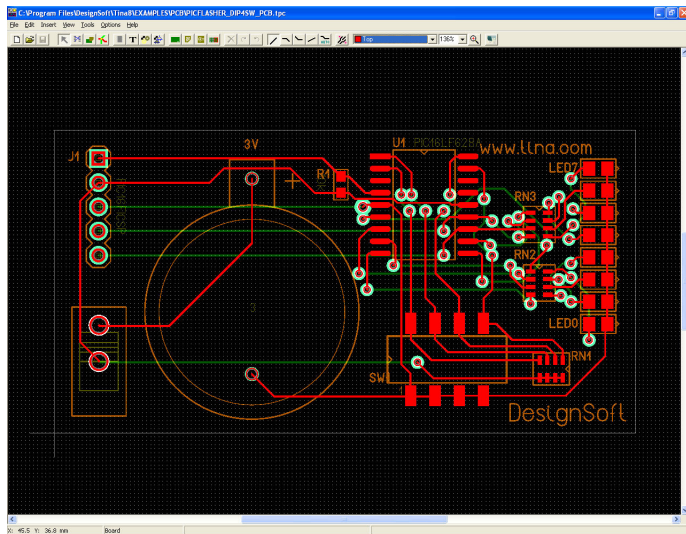 C:\Program Files\DesignSoft\Tina8\EXAMPLES\PCB\PICFLASHER_DIP4SW_PCB.tpc
File Edit Insert View Tools Options Help
Top 136%
J1
3V
U1 PIC16LF628A
www.tina.com
R1
LED7
RN3
RN2
LED0
SW1
RN1
DesignSoft
X: 45.5 Y: 36.8 mm Board